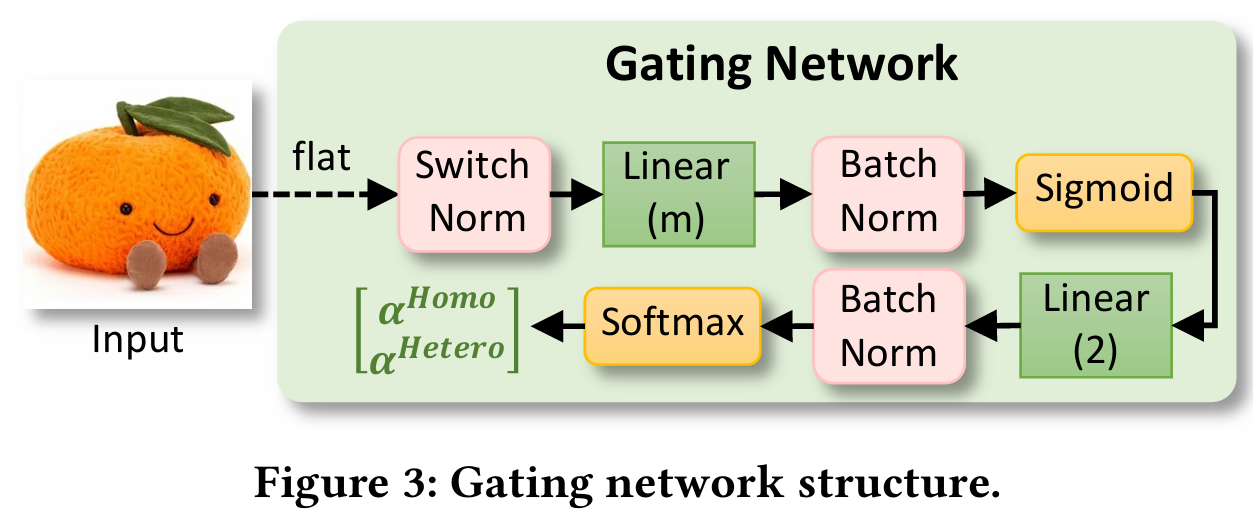 Gating Network
flat
Switch
Norm
Linear
(m)
Batch
Norm
Sigmoid
Linear
(2)
Batch
Norm
Softmax
α^Homo
α^Hetero
Input
Figure 3: Gating network structure.